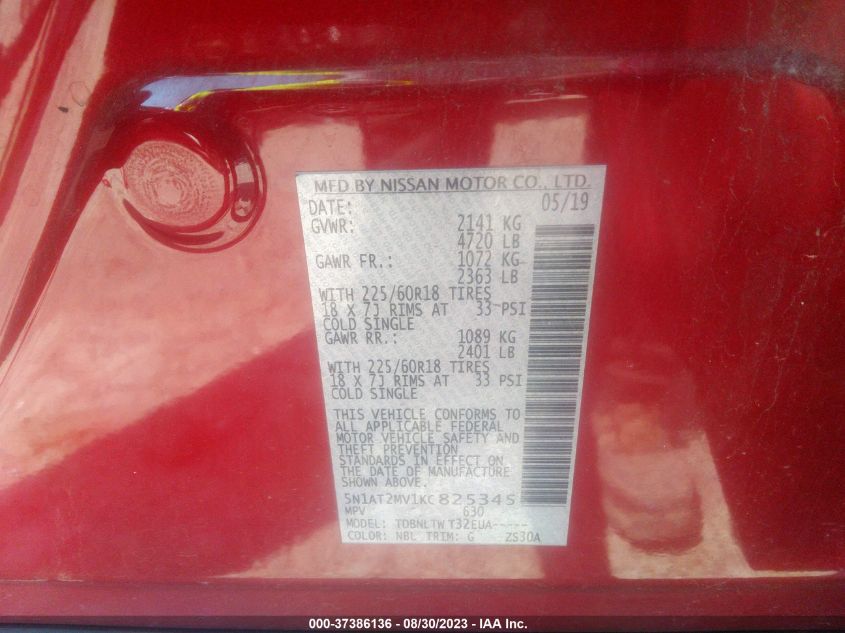 MFD BY NISSAN MOTOR CO., LTD.
DATE: 05/19
GVWR: 2141 KG
4720 LB
GAWR FR.: 1072 KG
2363 LB
WITH 225/60R18 TIRES
18 X 7J RIMS AT 33 PSI
COLD SINGLE
GAWR RR.: 1089 KG
2401 LB
WITH 225/60R18 TIRES
18 X 7J RIMS AT 33 PSI
COLD SINGLE
THIS VEHICLE CONFORMS TO
ALL APPLICABLE FEDERAL
MOTOR VEHICLE SAFETY AND
THEFT PREVENTION
STANDARDS IN EFFECT ON
THE DATE OF MANUFACTURE
SHOWN ABOVE.
5N1AT2MV1KC825345
MPV 630
MODEL: TDBNLTW T32EUA-----
COLOR: NBL TRIM: G ZS30A
000-37386136 - 08/30/2023 - IAA Inc.